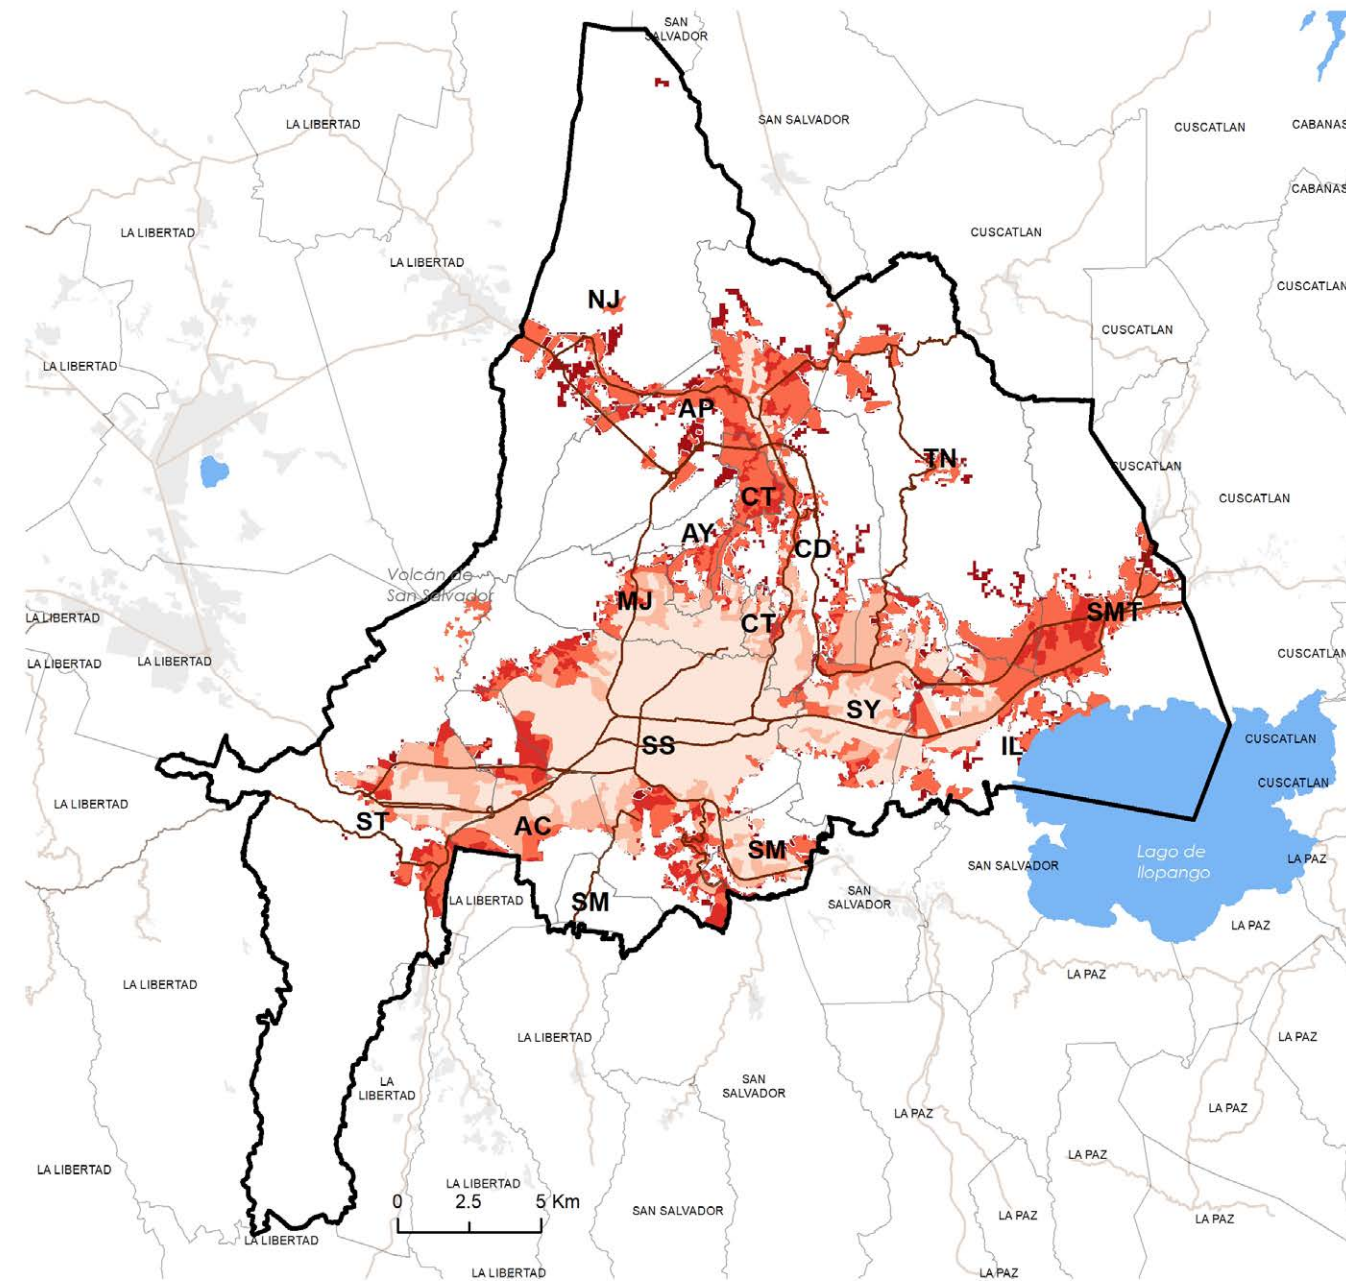 SAN
SALVADOR
LA LIBERTAD
SAN SALVADOR
CUSCATLAN
CABANAS
CABAÑAS
LA LIBERTAD
CUSCATLAN
LA LIBERTAD
CUSCATLAN
NJ
CUSCATLAN
LA LIBERTAD
AP
TN
CUSCATLAN
CT
CUSCATLAN
AY
CD
Volcán de
San Salvador
MJ
SMT
LA LIBERTAD
CT
CUSCATLAN
LA LIBERTAD
LA LIBERTAD
SY
SS
IL
CUSCATLAN
CUSCATLAN
LA LIBERTAD
ST
AC
SM
Lago de
Ilopango
LA PAZ
SAN SALVADOR
SAN
SALVADOR
LA LIBERTAD
SM
LA PAZ
LA PAZ
LA LIBERTAD
LA LIBERTAD
LA PAZ
SAN
SALVADOR
LA
LIBERTAD
LA PAZ
LA PAZ
LA PAZ
LA LIBERTAD
LA LIBERTAD
0 2.5 5 Km
SAN SALVADOR
LA PAZ
LA PAZ
LA LIBERTAD
LA LIBERTAD
LA PAZ